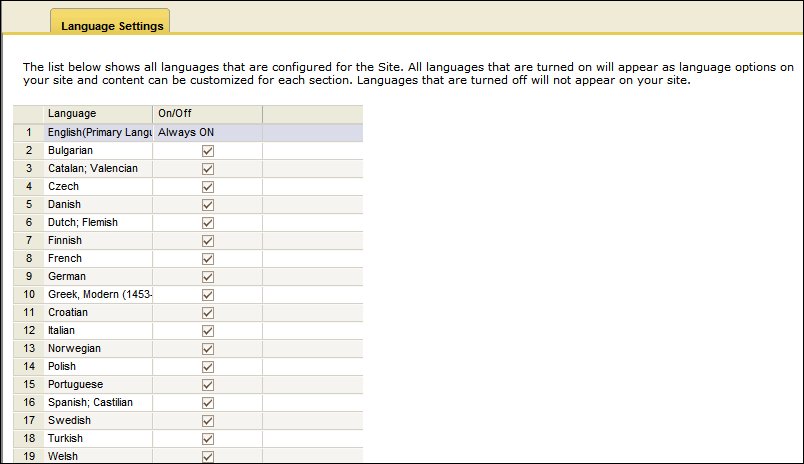 Language Settings
The list below shows all languages that are configured for the Site. All languages that are turned on will appear as language options on
your site and content can be customized for each section. Languages that are turned off will not appear on your site.
Language On/Off
1 English(Primary Langu Always ON
2 Bulgarian
3 Catalan; Valencian
4 Czech
5 Danish
6 Dutch; Flemish
7 Finnish
8 French
9 German
10 Greek, Modern (1453-
11 Croatian
12 Italian
13 Norwegian
14 Polish
15 Portuguese
16 Spanish; Castilian
17 Swedish
18 Turkish
19 Welsh